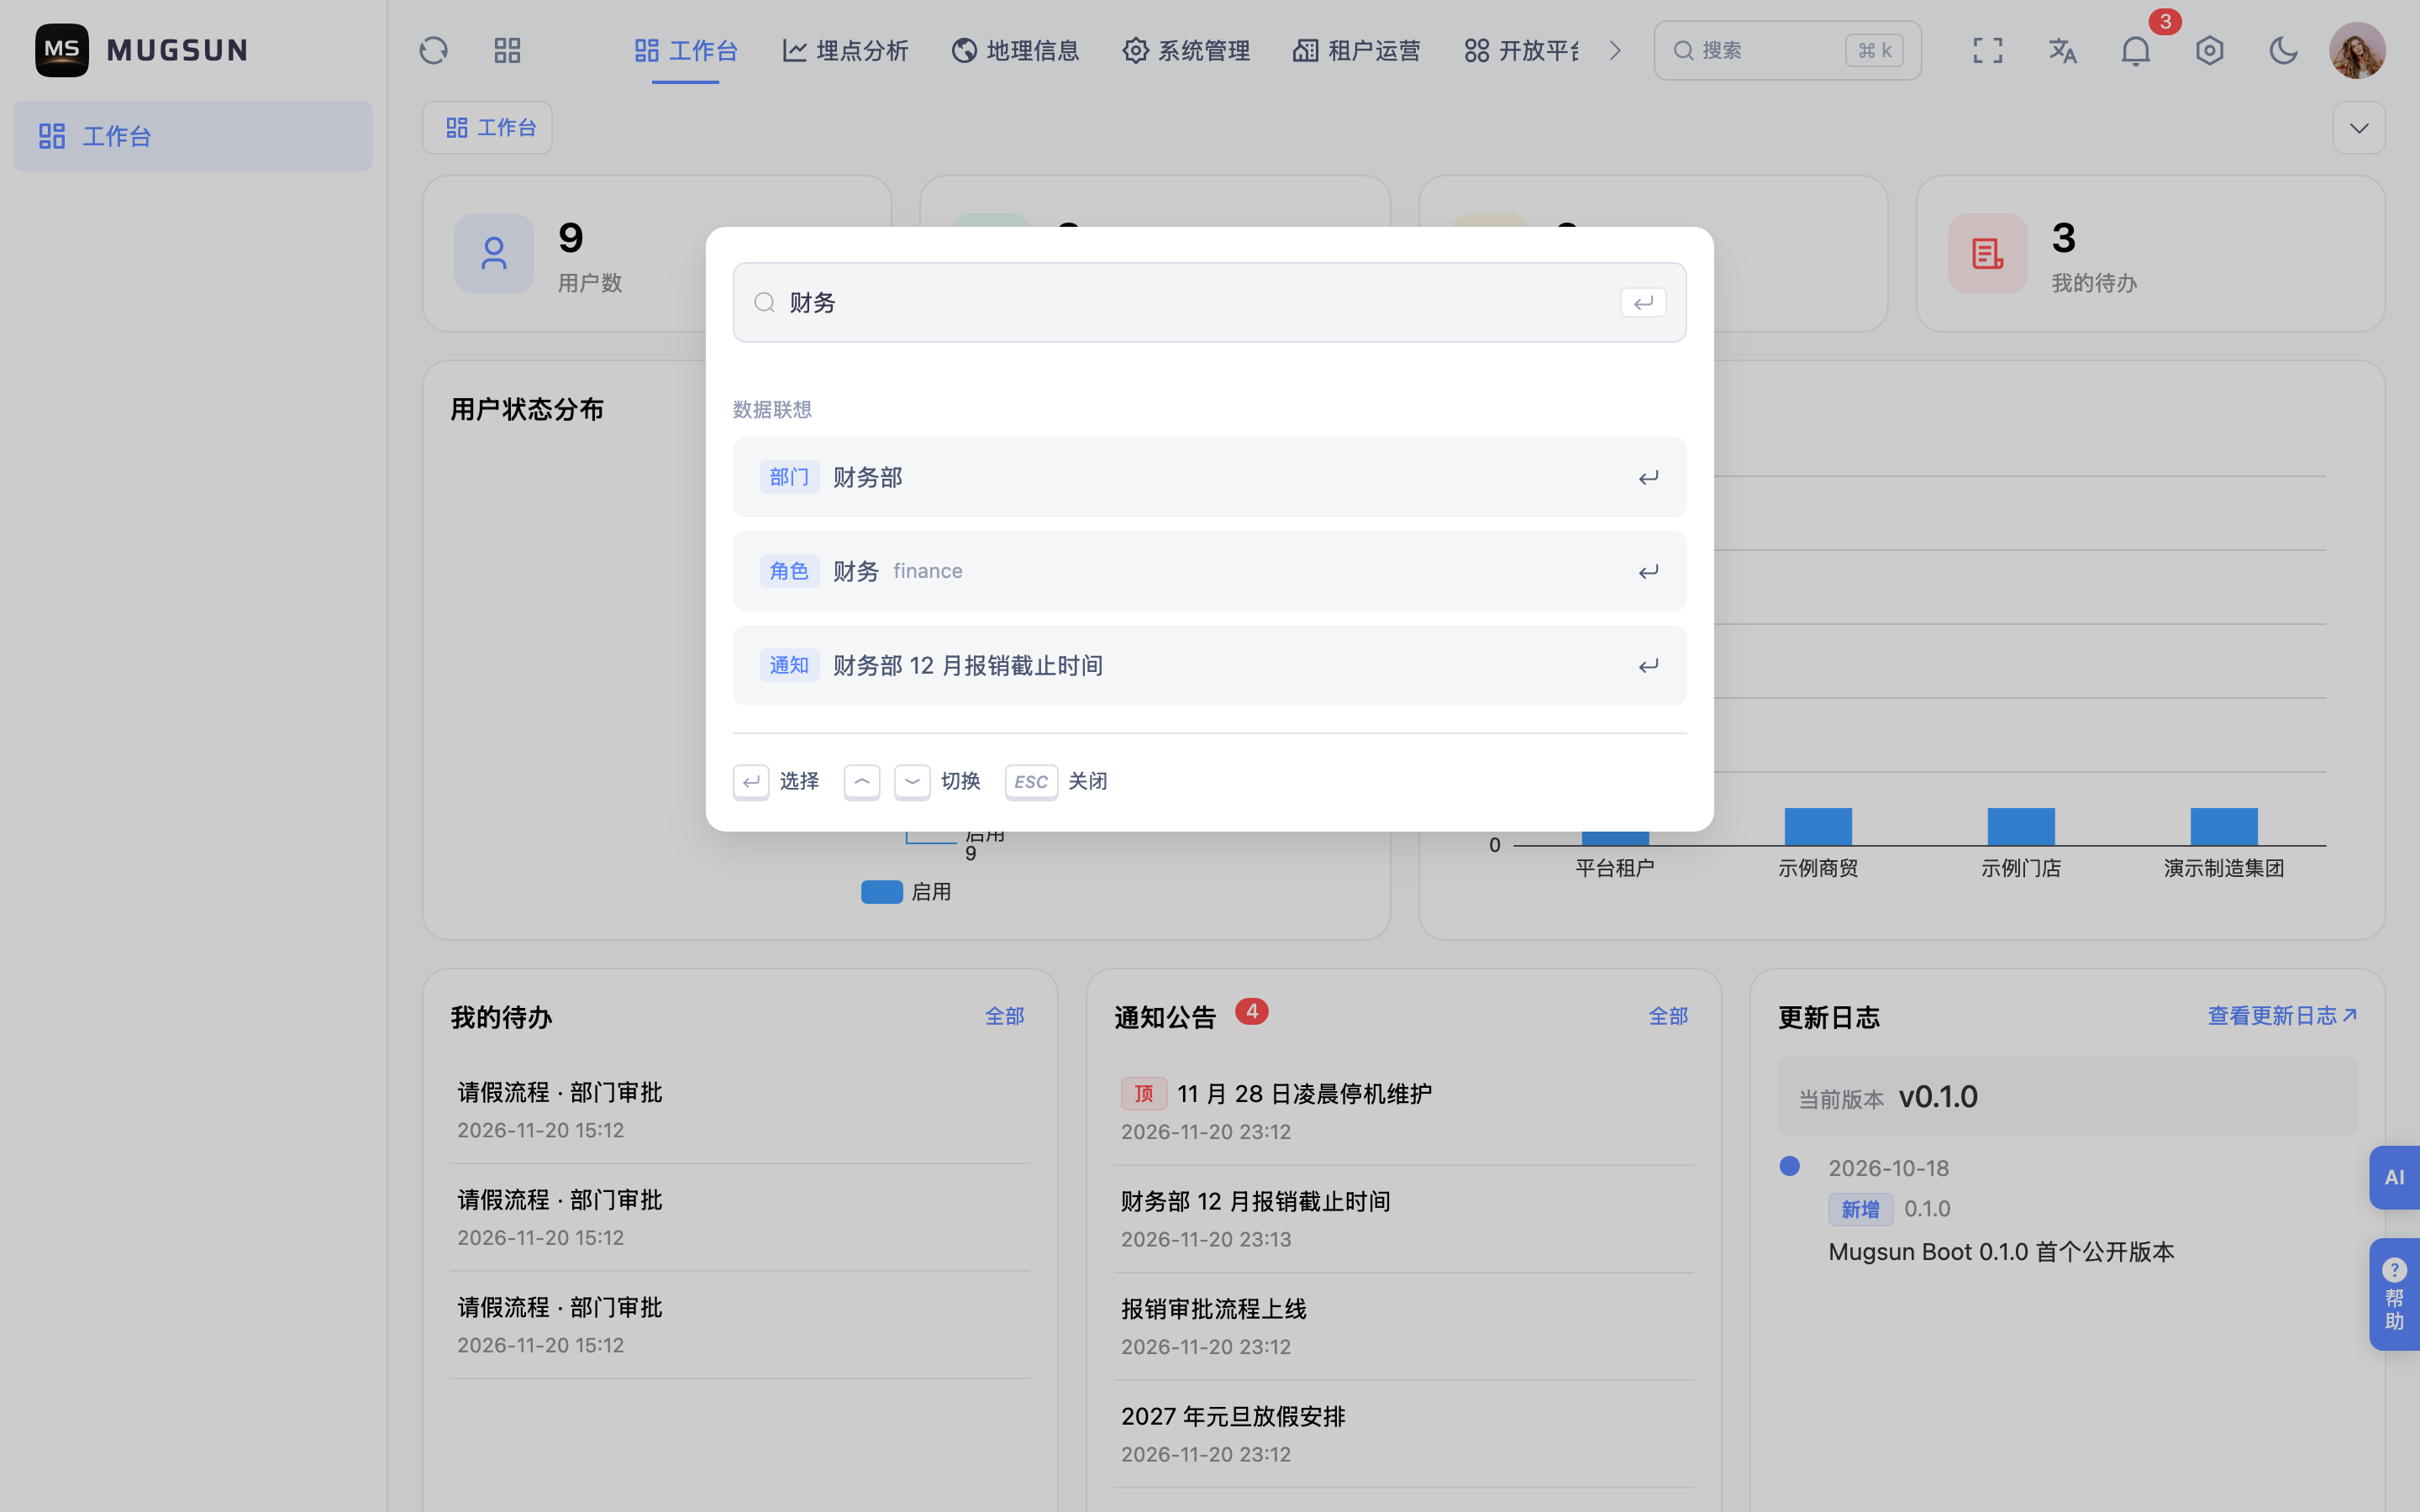 MS MUGSUN
工作台 埋点分析 地理信息 系统管理 租户运营 开放平台
搜索 ⌘ k
3
工作台
工作台
9
用户数
3
我的待办
用户状态分布
财务
数据联想
部门 财务部
角色 财务 finance
通知 财务部 12 月报销截止时间
选择 切换 ESC 关闭
启用
9
启用
0
平台租户 示例商贸 示例门店 演示制造集团
我的待办 全部
请假流程 · 部门审批
2026-11-20 15:12
请假流程 · 部门审批
2026-11-20 15:12
请假流程 · 部门审批
2026-11-20 15:12
通知公告 4 全部
顶 11 月 28 日凌晨停机维护
2026-11-20 23:12
财务部 12 月报销截止时间
2026-11-20 23:13
报销审批流程上线
2026-11-20 23:12
2027 年元旦放假安排
2026-11-20 23:12
更新日志 查看更新日志
当前版本 v0.1.0
2026-10-18
新增 0.1.0
Mugsun Boot 0.1.0 首个公开版本
AI
?
帮
助